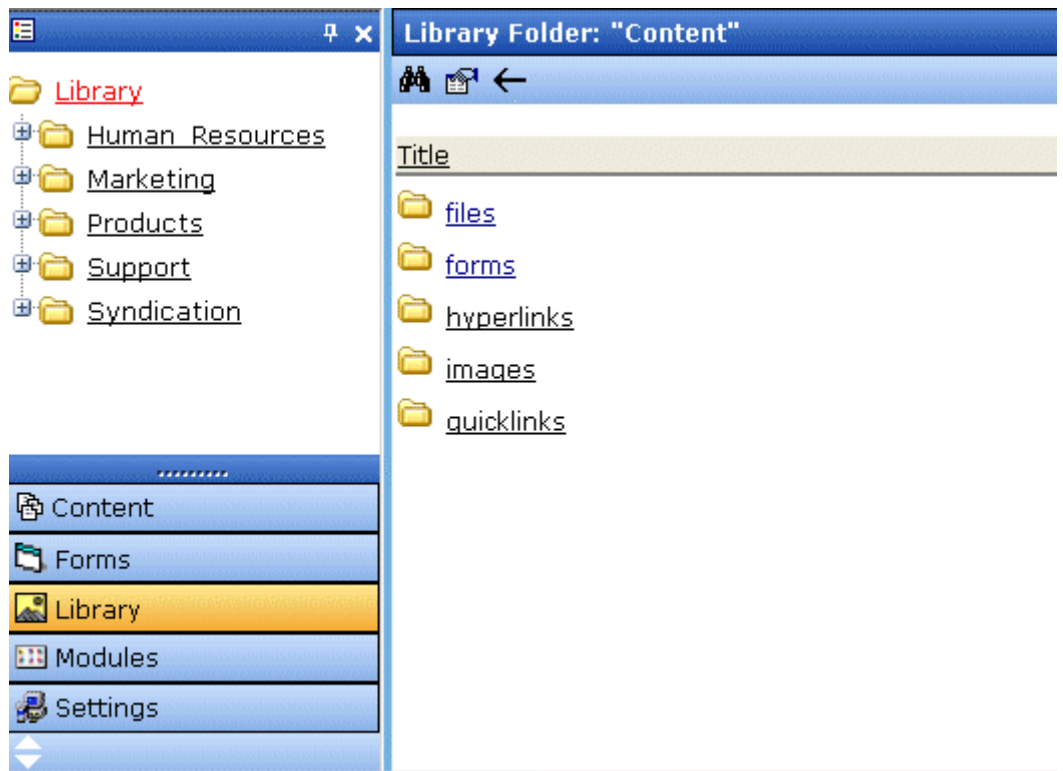 Library
Human Resources
Marketing
Products
Support
Syndication
Content
Forms
Library
Modules
Settings
Library Folder: "Content"
Title
files
forms
hyperlinks
images
quicklinks